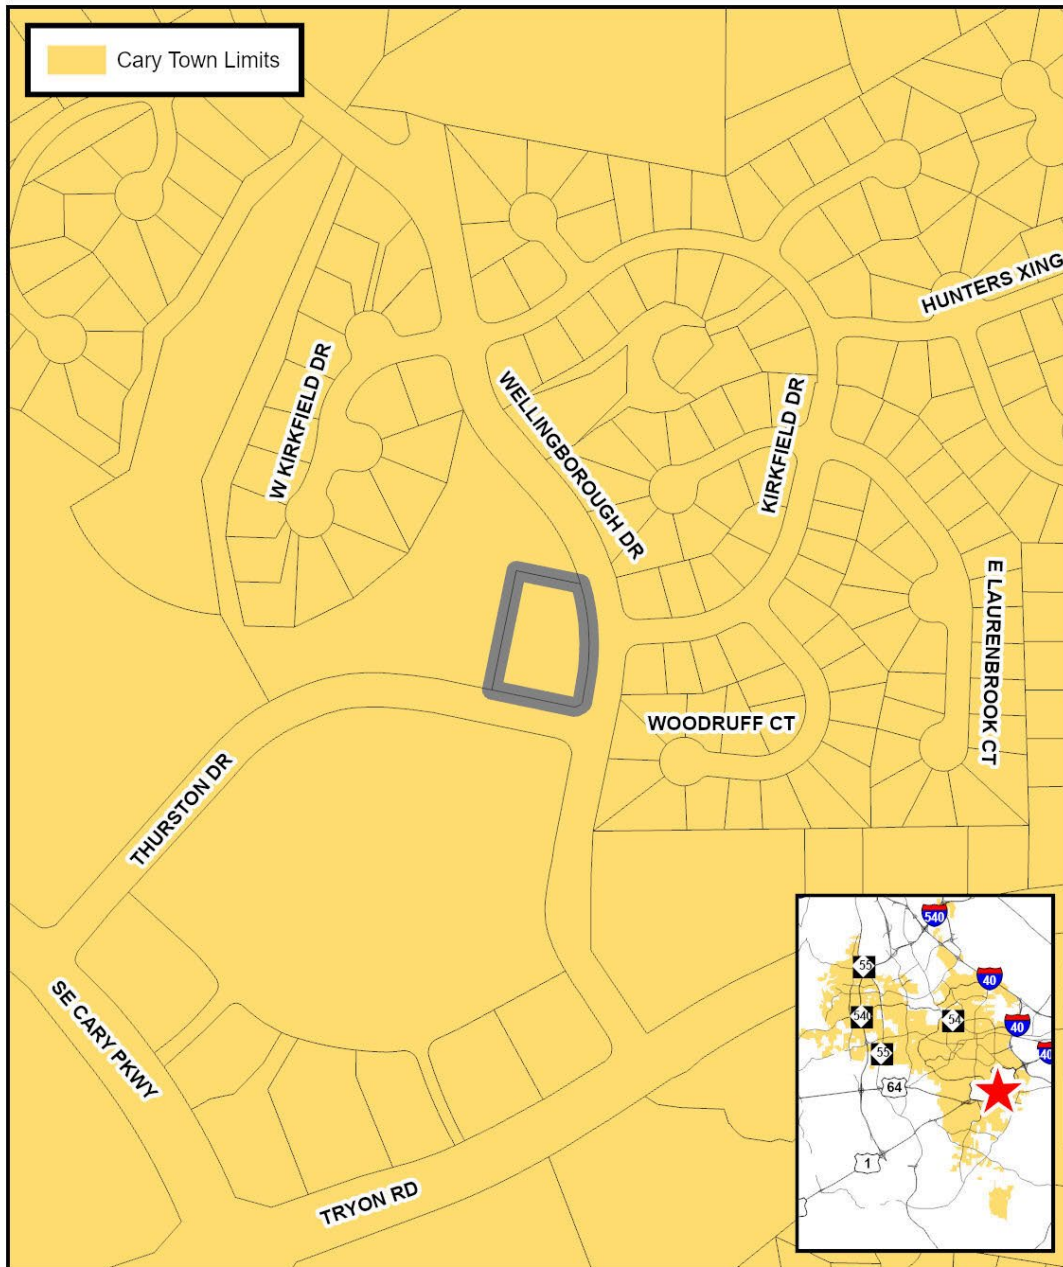 Cary Town Limits
HUNTERS XING
W KIRKFIELD DR
WELLINGBOROUGH DR
KIRKFIELD DR
E LAURENBROOK CT
WOODRUFF CT
THURSTON DR
SE CARY PKWY
TRYON RD
540
55
40
540
54
40
55
40
64
1